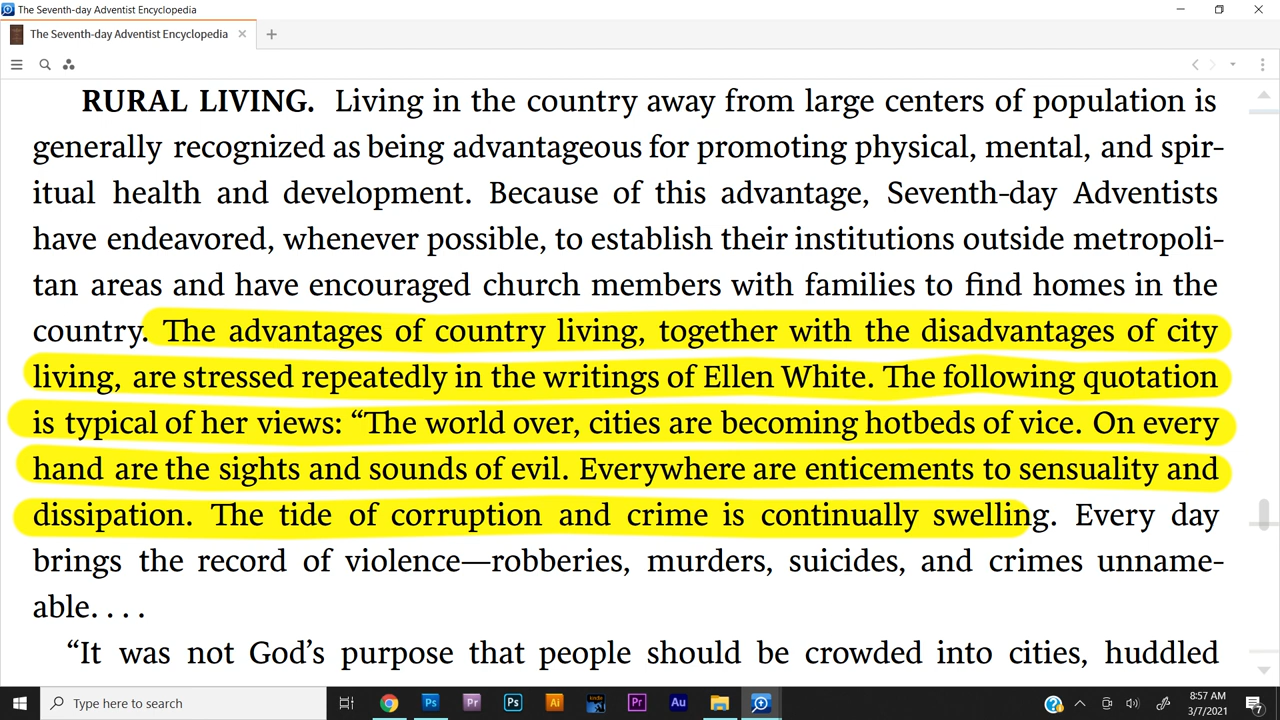 The Seventh-day Adventist Encyclopedia
The Seventh-day Adventist Encyclopedia
RURAL LIVING. Living in the country away from large centers of population is
generally recognized as being advantageous for promoting physical, mental, and spir-
itual health and development. Because of this advantage, Seventh-day Adventists
have endeavored, whenever possible, to establish their institutions outside metropoli-
tan areas and have encouraged church members with families to find homes in the
country. The advantages of country living, together with the disadvantages of city
living, are stressed repeatedly in the writings of Ellen White. The following quotation
is typical of her views: “The world over, cities are becoming hotbeds of vice. On every
hand are the sights and sounds of evil. Everywhere are enticements to sensuality and
dissipation. The tide of corruption and crime is continually swelling. Every day
brings the record of violence—robberies, murders, suicides, and crimes unname-
able. . . .
“It was not God’s purpose that people should be crowded into cities, huddled
Type here to search
Ps Pr Ps Ai kindle Pr Au
8:57 AM
3/7/2021
7